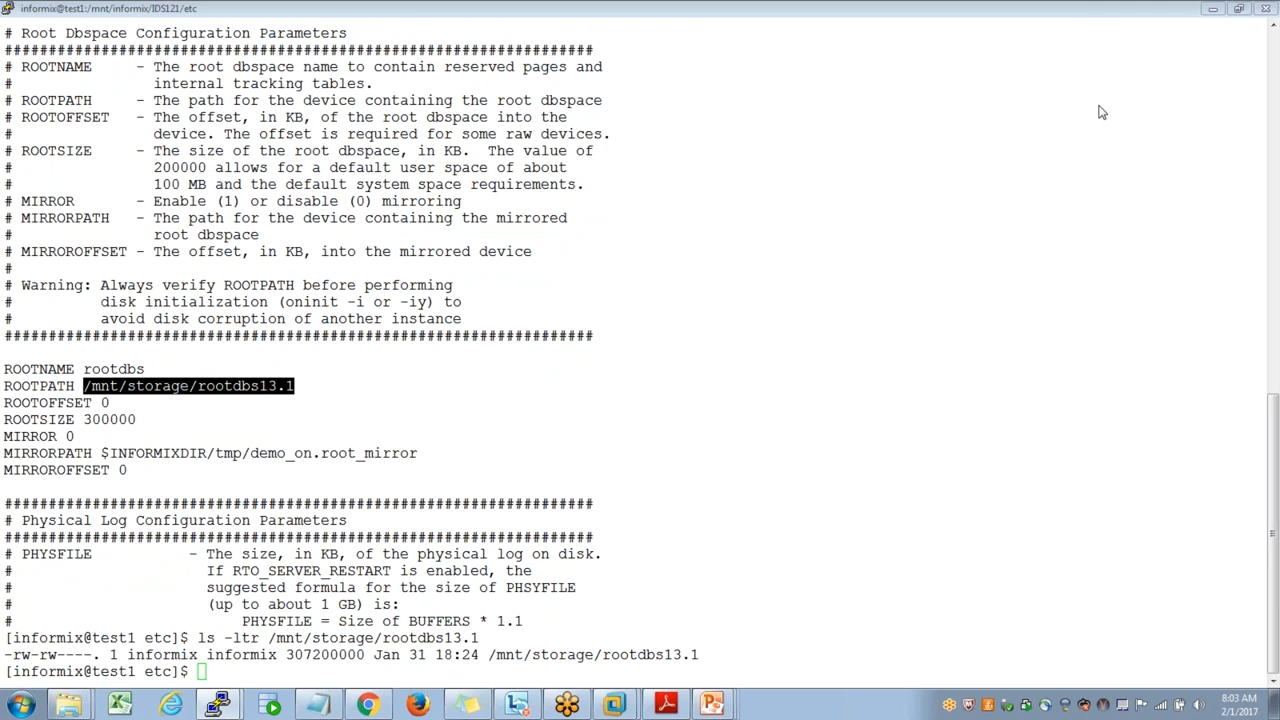 informix@test1:/mnt/informix/IDS121/etc
# Root Dbspace Configuration Parameters
###################################################################
# ROOTNAME     - The root dbspace name to contain reserved pages and
#                internal tracking tables.
# ROOTPATH     - The path for the device containing the root dbspace
# ROOTOFFSET   - The offset, in KB, of the root dbspace into the
#                device. The offset is required for some raw devices.
# ROOTSIZE     - The size of the root dbspace, in KB.  The value of
#                200000 allows for a default user space of about
#                100 MB and the default system space requirements.
# MIRROR       - Enable (1) or disable (0) mirroring
# MIRRORPATH   - The path for the device containing the mirrored
#                root dbspace
# MIRROROFFSET - The offset, in KB, into the mirrored device
#
# Warning: Always verify ROOTPATH before performing
#          disk initialization (oninit -i or -iy) to
#          avoid disk corruption of another instance
###################################################################
ROOTNAME rootdbs
ROOTPATH /mnt/storage/rootdbs13.1
ROOTOFFSET 0
ROOTSIZE 300000
MIRROR 0
MIRRORPATH $INFORMIXDIR/tmp/demo_on.root_mirror
MIRROROFFSET 0
###################################################################
# Physical Log Configuration Parameters
###################################################################
# PHYSFILE           - The size, in KB, of the physical log on disk.
#                      If RTO_SERVER_RESTART is enabled, the
#                      suggested formula for the size of PHSYFILE
#                      (up to about 1 GB) is:
#                          PHYSFILE = Size of BUFFERS * 1.1
[informix@test1 etc]$ ls -ltr /mnt/storage/rootdbs13.1
-rw-rw----. 1 informix informix 307200000 Jan 31 18:24 /mnt/storage/rootdbs13.1
[informix@test1 etc]$
8:03 AM
2/1/2017